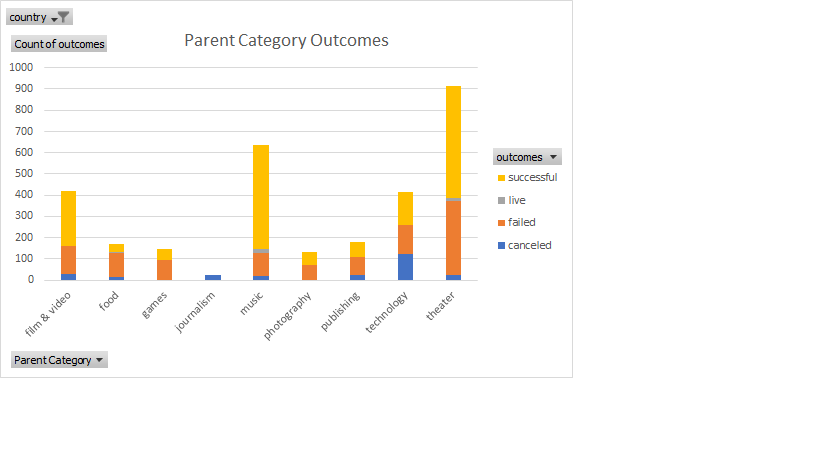 country
Count of outcomes
Parent Category Outcomes
1000
900
800
700
600
500
400
300
200
100
0
film & video
food
games
journalism
music
photography
publishing
technology
theater
outcomes
successful
live
failed
canceled
Parent Category